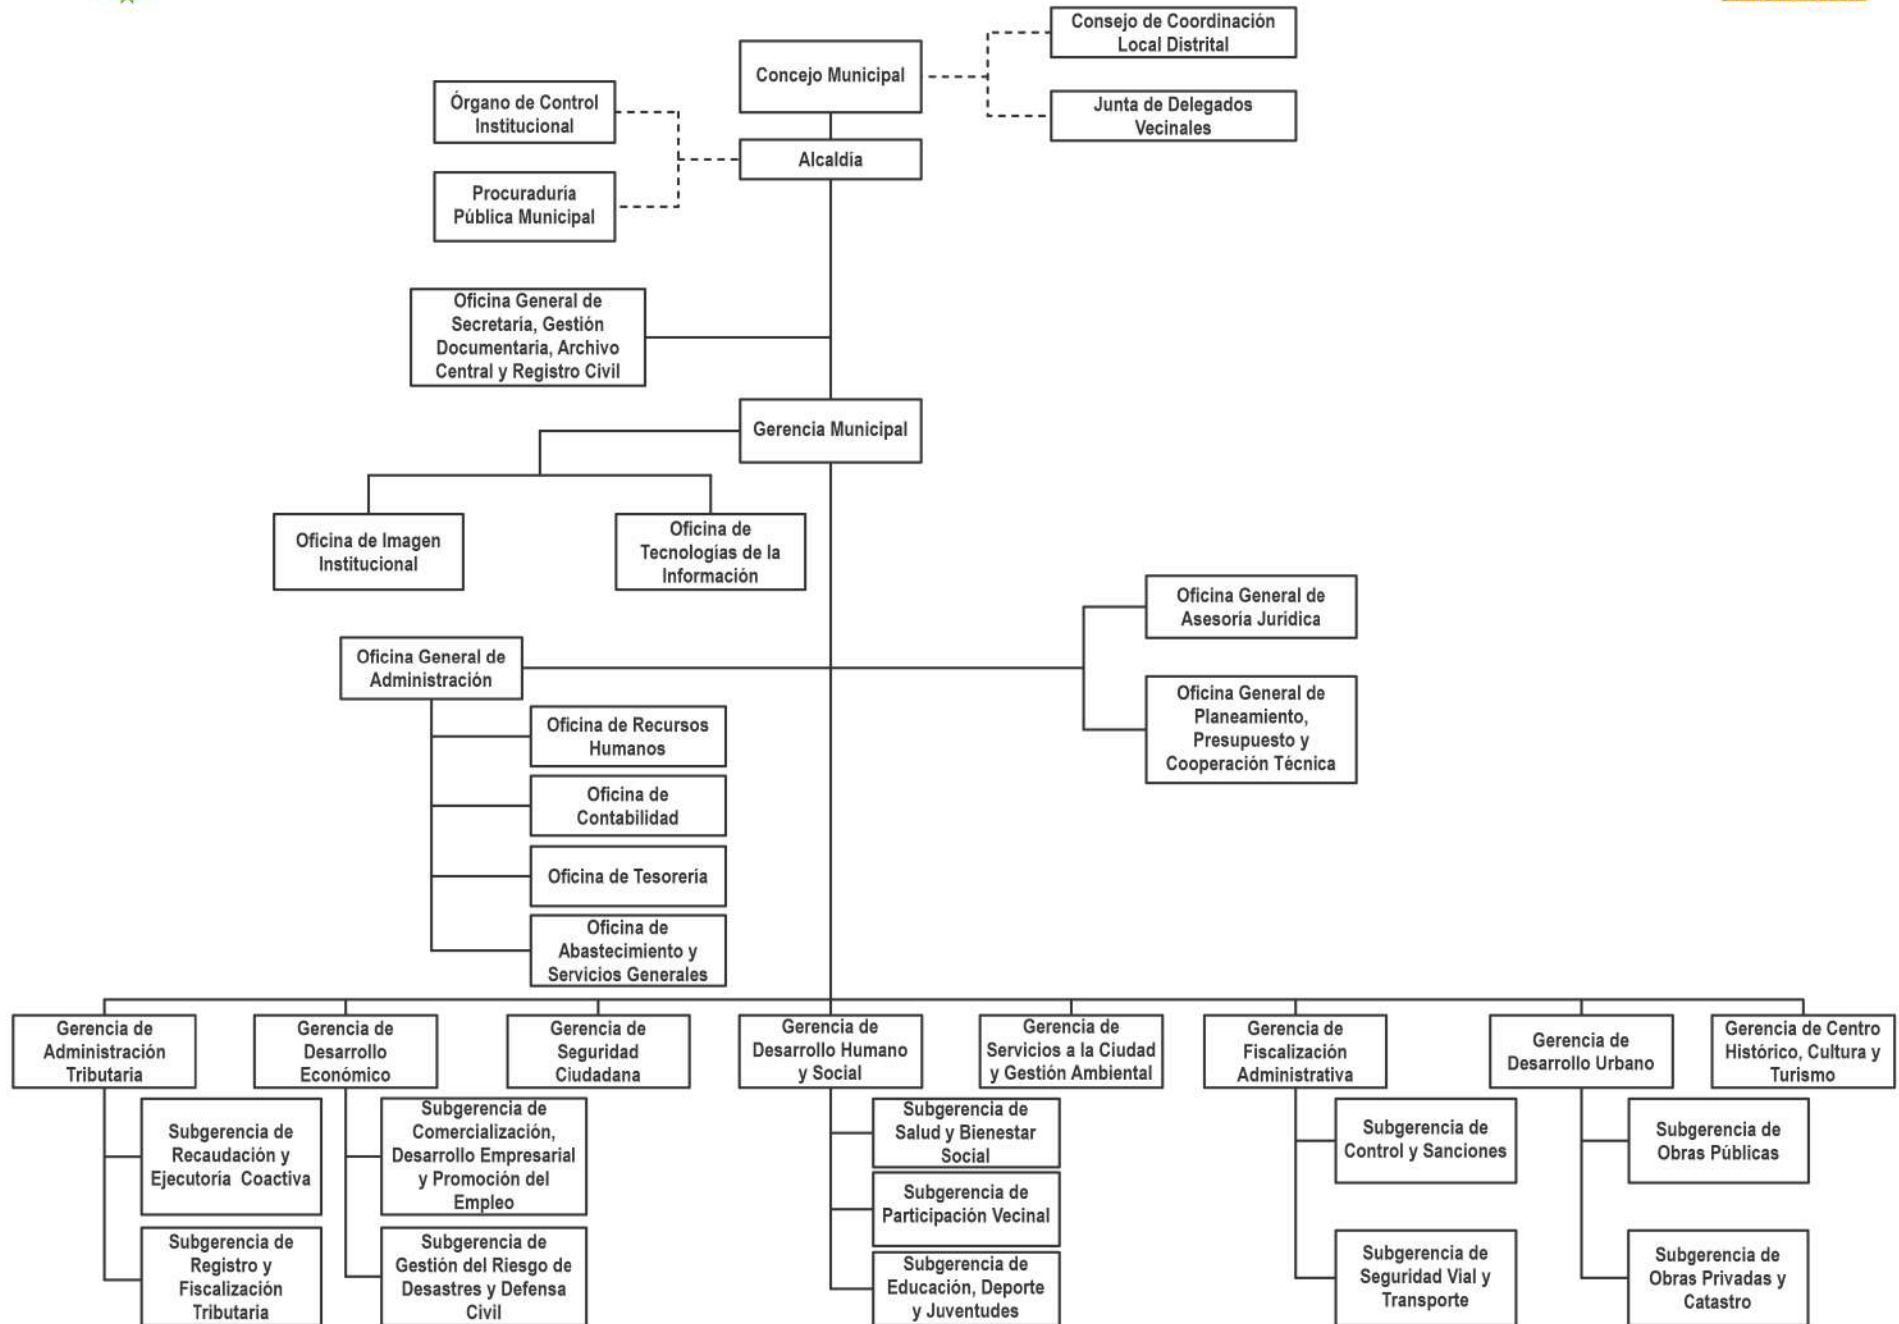 Consejo de Coordinación
Local Distrital
Concejo Municipal
Órgano de Control
Institucional
Junta de Delegados
Vecinales
Alcaldía
Procuraduría
Pública Municipal
Oficina General de
Secretaría, Gestión
Documentaria, Archivo
Central y Registro Civil
Gerencia Municipal
Oficina de Imagen
Institucional
Oficina de
Tecnologías de la
Información
Oficina General de
Asesoría Jurídica
Oficina General de
Administración
Oficina General de
Planeamiento,
Presupuesto y
Cooperación Técnica
Oficina de Recursos
Humanos
Oficina de
Contabilidad
Oficina de Tesorería
Oficina de
Abastecimiento y
Servicios Generales
Gerencia de
Administración
Tributaria
Gerencia de
Desarrollo
Económico
Gerencia de
Seguridad
Ciudadana
Gerencia de
Desarrollo Humano
y Social
Gerencia de
Servicios a la Ciudad
y Gestión Ambiental
Gerencia de
Fiscalización
Administrativa
Gerencia de
Desarrollo Urbano
Gerencia de Centro
Histórico, Cultura y
Turismo
Subgerencia de
Recaudación y
Ejecutoría Coactiva
Subgerencia de
Comercialización,
Desarrollo Empresarial
y Promoción del
Empleo
Subgerencia de
Salud y Bienestar
Social
Subgerencia de
Control y Sanciones
Subgerencia de
Obras Públicas
Subgerencia de
Participación Vecinal
Subgerencia de
Registro y
Fiscalización
Tributaria
Subgerencia de
Gestión del Riesgo de
Desastres y Defensa
Civil
Subgerencia de
Educación, Deporte
y Juventudes
Subgerencia de
Seguridad Vial y
Transporte
Subgerencia de
Obras Privadas y
Catastro